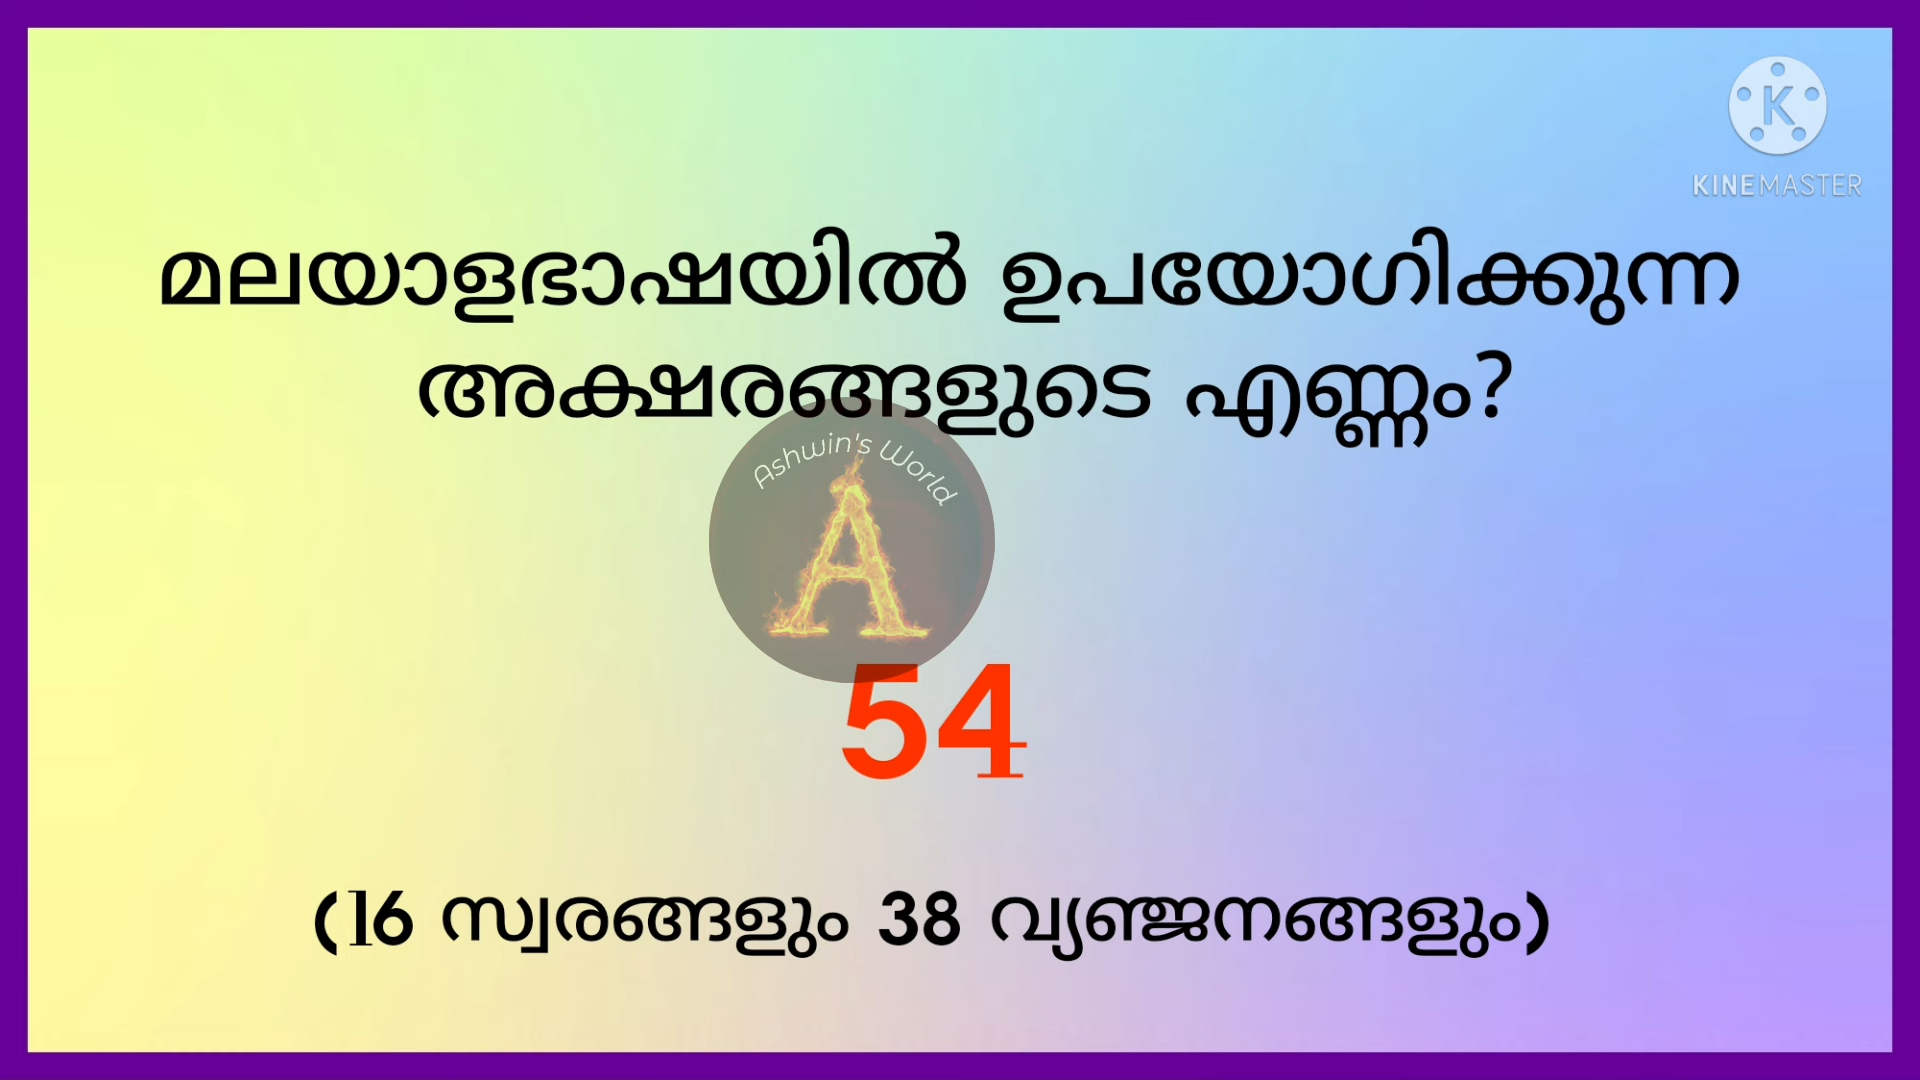 K
KINEMASTER
മലയാളഭാഷയിൽ ഉപയോഗിക്കുന്ന
അക്ഷരങ്ങളുടെ എണ്ണം?
Ashwin's World
A
54
(16 സ്വരങ്ങളും 38 വ്യഞ്ജനങ്ങളും)